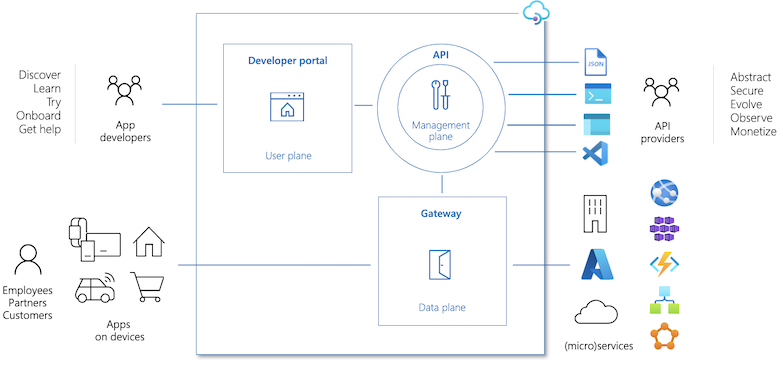 Discover
Learn
Try
Onboard
Get help
App
developers
Developer portal
User plane
API
Management
plane
JSON
API
providers
Abstract
Secure
Evolve
Observe
Monetize
Employees
Partners
Customers
Apps
on devices
Gateway
Data plane
(micro)services